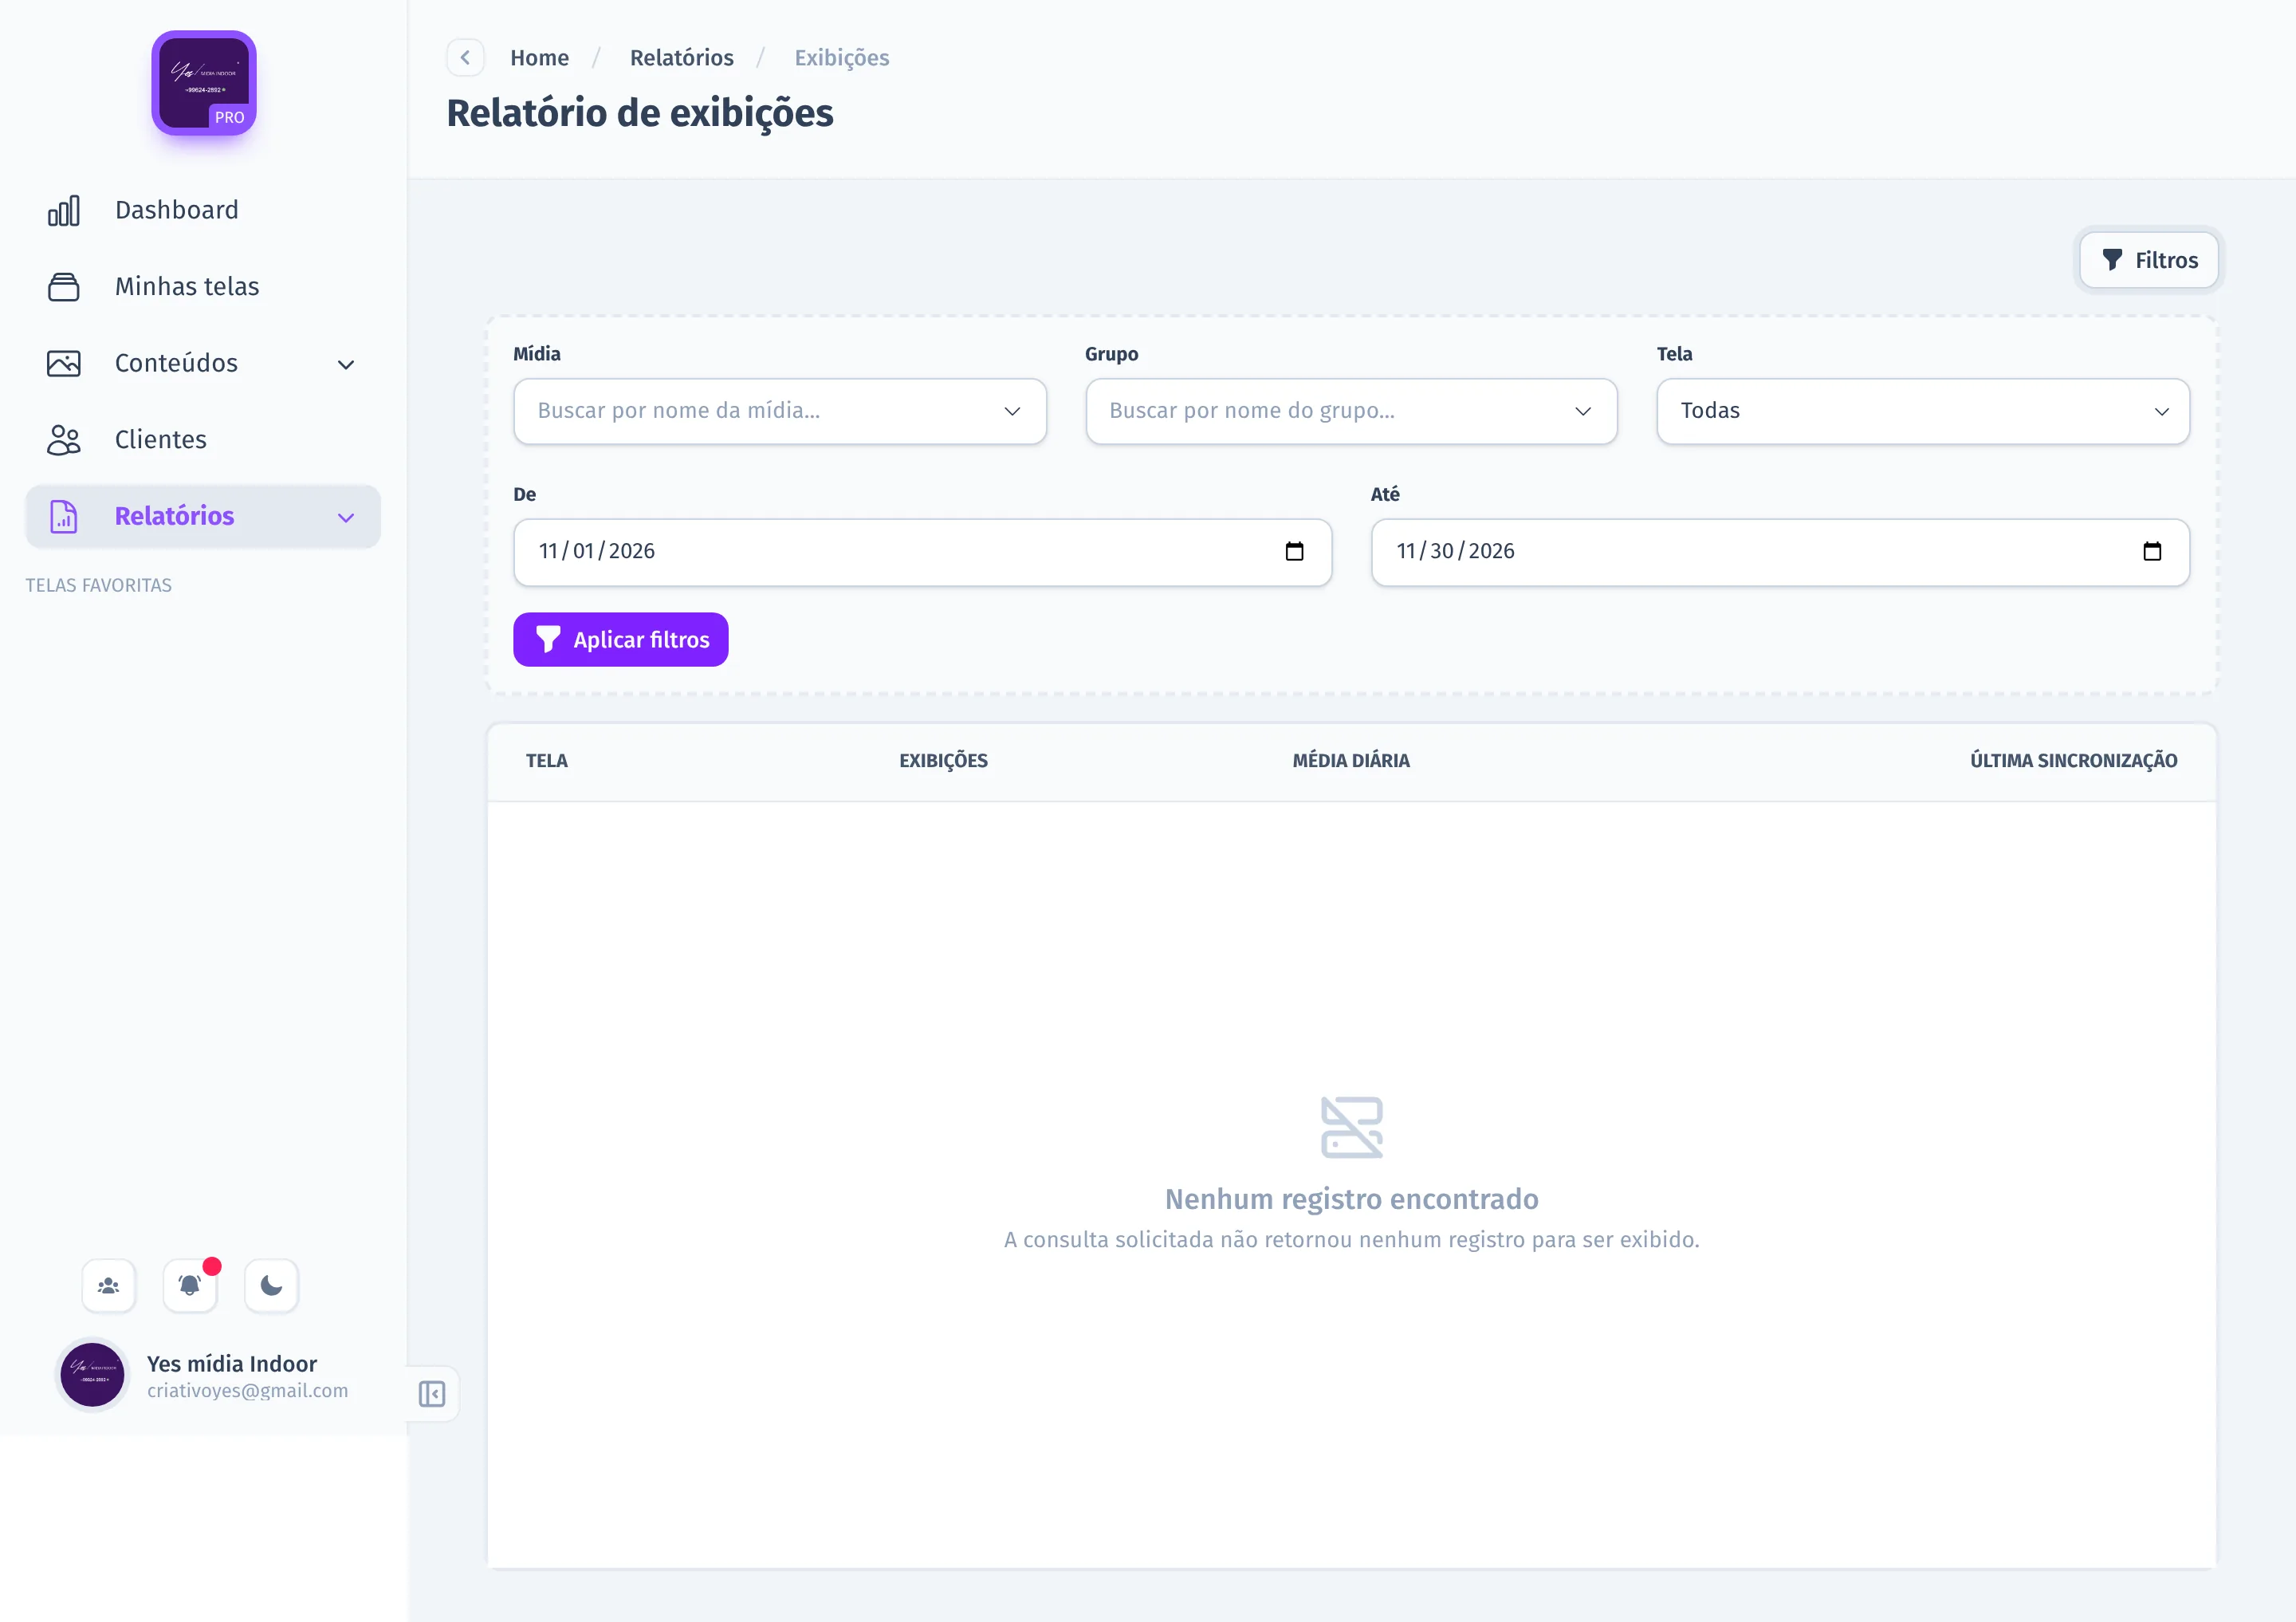 Yes MÍDIA INDOOR
PRO
Dashboard
Minhas telas
Conteúdos
Clientes
Relatórios
TELAS FAVORITAS
Yes mídia Indoor
criativoyes@gmail.com
Home / Relatórios / Exibições
Relatório de exibições
Filtros
Mídia Grupo Tela
Buscar por nome da mídia... Buscar por nome do grupo... Todas
De Até
11/01/2026 11/30/2026
Aplicar filtros
TELA EXIBIÇÕES MÉDIA DIÁRIA ÚLTIMA SINCRONIZAÇÃO
Nenhum registro encontrado
A consulta solicitada não retornou nenhum registro para ser exibido.